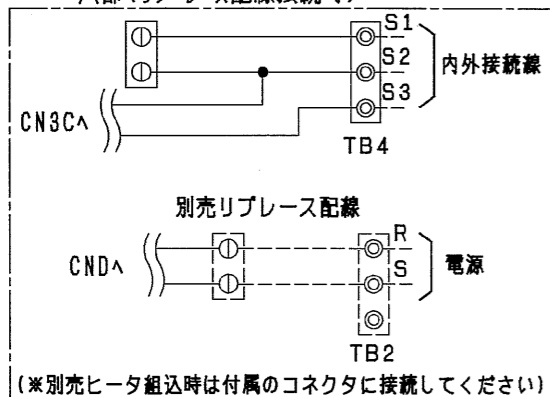 S1
S2
内外接続線
S3
CN3Cへ
TB4
別売リプレース配線
R
CNDへ
S
電源
TB2
(※別売ヒータ組込時は付属のコネクタに接続してください)